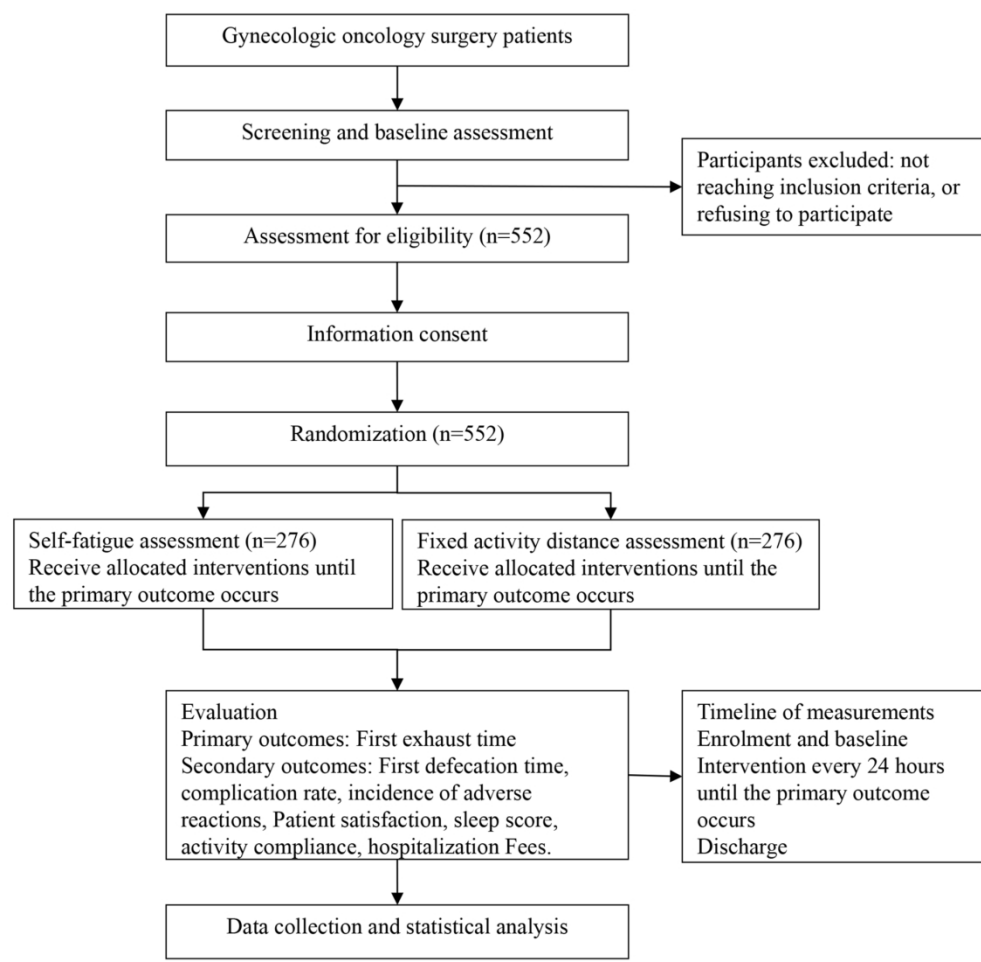 Gynecologic oncology surgery patients
Screening and baseline assessment
Participants excluded: not
reaching inclusion criteria, or
refusing to participate
Assessment for eligibility (n=552)
Information consent
Randomization (n=552)
Self-fatigue assessment (n=276)
Receive allocated interventions until
the primary outcome occurs
Fixed activity distance assessment (n=276)
Receive allocated interventions until the
primary outcome occurs
Evaluation
Primary outcomes: First exhaust time
Secondary outcomes: First defecation time,
complication rate, incidence of adverse
reactions, Patient satisfaction, sleep score,
activity compliance, hospitalization Fees.
Timeline of measurements
Enrolment and baseline
Intervention every 24 hours
until the primary outcome
occurs
Discharge
Data collection and statistical analysis